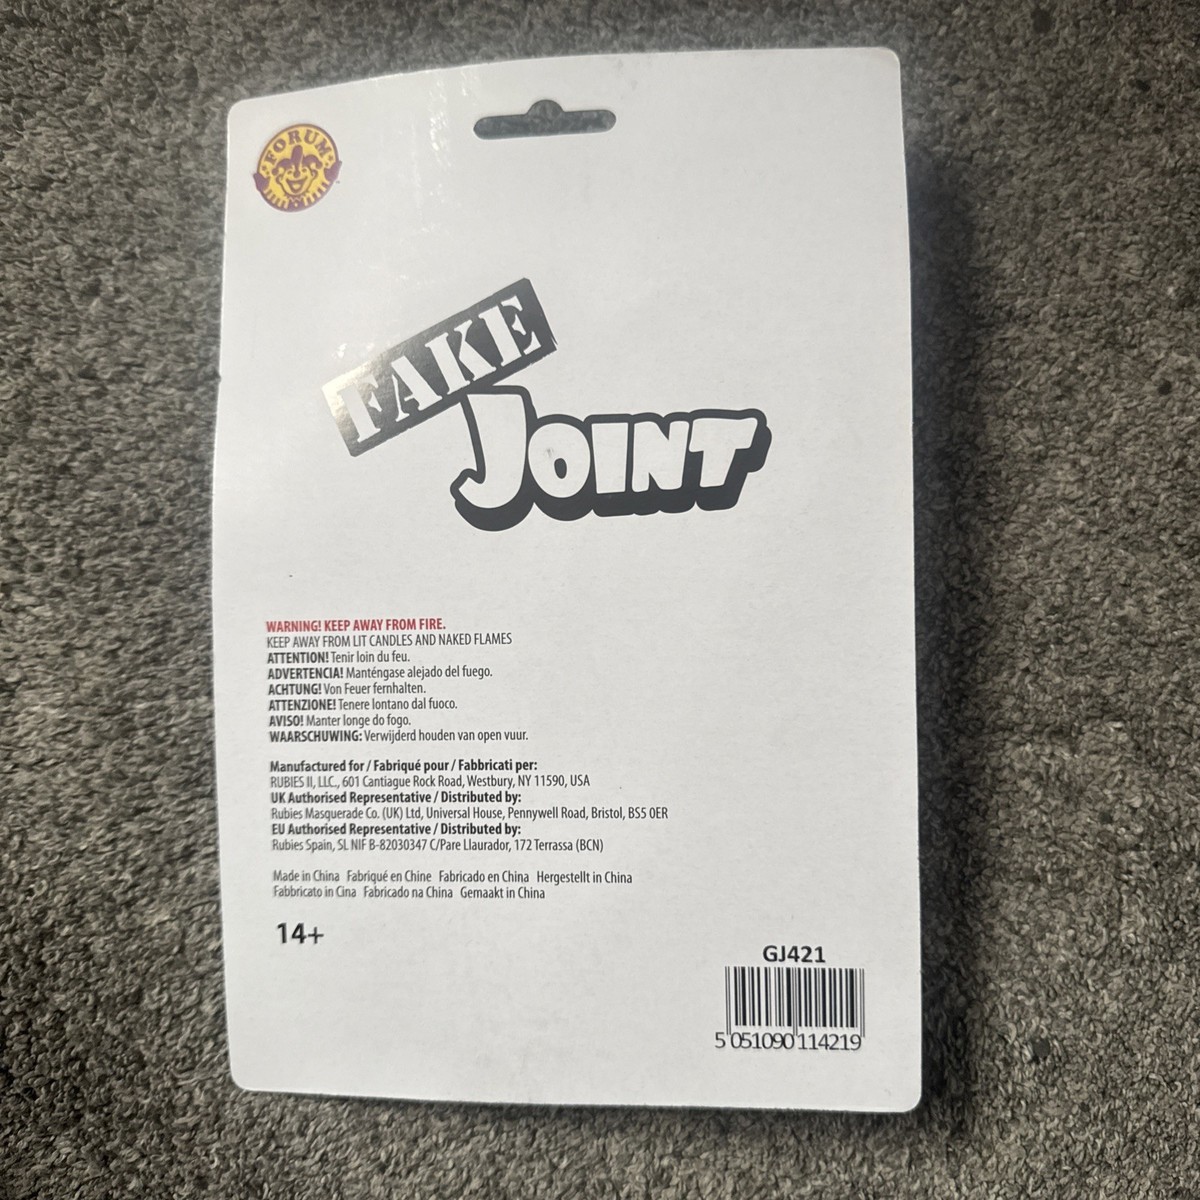 FORUM
FAKE
JOINT
WARNING! KEEP AWAY FROM FIRE.
KEEP AWAY FROM LIT CANDLES AND NAKED FLAMES
ATTENTION! Tenir loin du feu.
ADVERTENCIA! Manténgase alejado del fuego.
ACHTUNG! Von Feuer fernhalten.
ATTENZIONE! Tenere lontano dal fuoco.
AVISO! Manter longe do fogo.
WAARSCHUWING: Verwijderd houden van open vuur.
Manufactured for / Fabriqué pour / Fabbricati per:
RUBIES II, LLC., 601 Cantiague Rock Road, Westbury, NY 11590, USA
UK Authorised Representative / Distributed by:
Rubies Masquerade Co. (UK) Ltd, Universal House, Pennywell Road, Bristol, BS5 0ER
EU Authorised Representative / Distributed by:
Rubies Spain, SL NIF B-82030347 C/Pare Llaurador, 172 Terrassa (BCN)
Made in China Fabriqué en Chine Fabricado en China Hergestellt in China
Fabbricato in Cina Fabricado na China Gemaakt in China
14+
GJ421
5 051090 114219